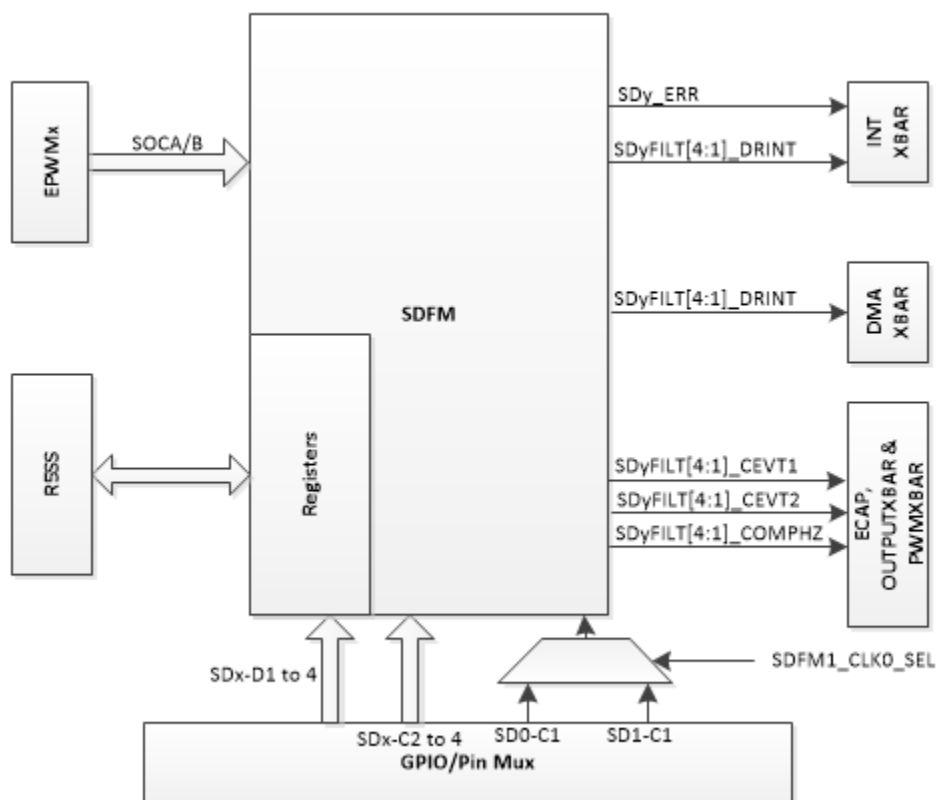 EPWMx
SOCA/B
SDy_ERR
SDyFILT[4:1]_DRINT
INT
XBAR
SDFM
SDyFILT[4:1]_DRINT
DMA
XBAR
R5SS
Registers
SDyFILT[4:1]_CEVT1
SDyFILT[4:1]_CEVT2
SDyFILT[4:1]_COMPHZ
ECAP,
OUTPUTXBAR &
PWMXBAR
SDFM1_CLK0_SEL
SDx-D1 to 4
SDx-C2 to 4
SD0-C1
SD1-C1
GPIO/Pin Mux